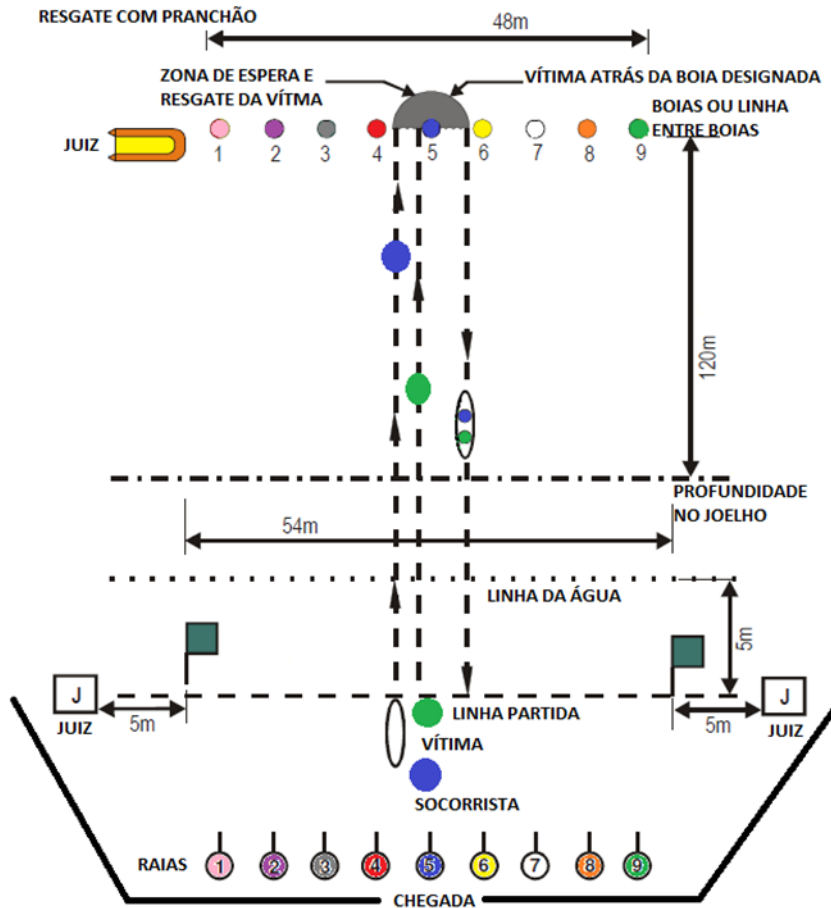 RESGATE COM PRANCHÃO
48m
ZONA DE ESPERA E
RESGATE DA VÍTMA
VÍTIMA ATRÁS DA BOIA DESIGNADA
BOIAS OU LINHA
ENTRE BOIAS
JUIZ
1 2 3 4 5 6 7 8 9
120m
PROFUNDIDADE
NO JOELHO
54m
LINHA DA ÁGUA
5m
J
JUIZ
5m
LINHA PARTIDA
5m
J
JUIZ
VÍTIMA
SOCORRISTA
RAIAS 1 2 3 4 5 6 7 8 9
CHEGADA